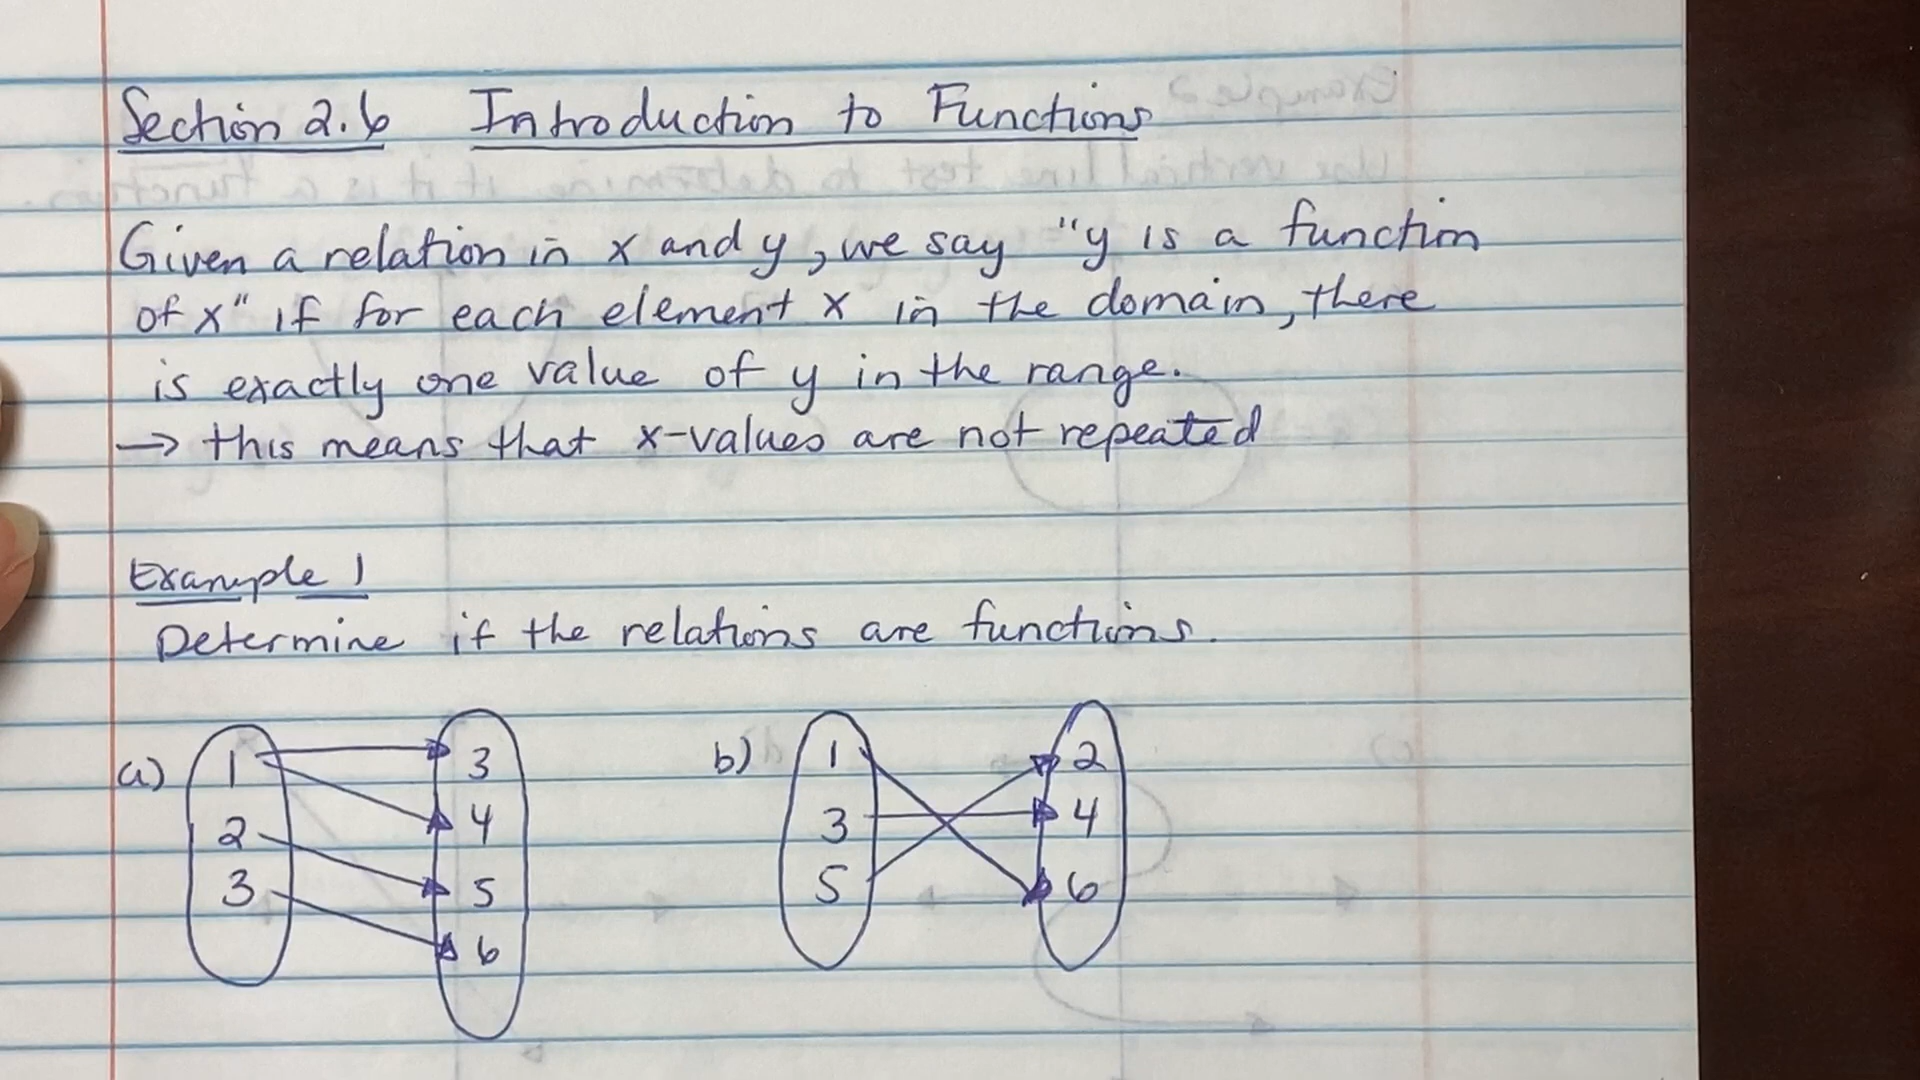 Section 2.6 Introduction to Functions
Given a relation in x and y, we say "y is a function
of x" if for each element x in the domain, there
is exactly one value of y in the range.
→ this means that x-values are not repeated
Example 1
Determine if the relations are functions.
a) 1 2 3 3 4 5 6
b) 1 3 5 2 4 6